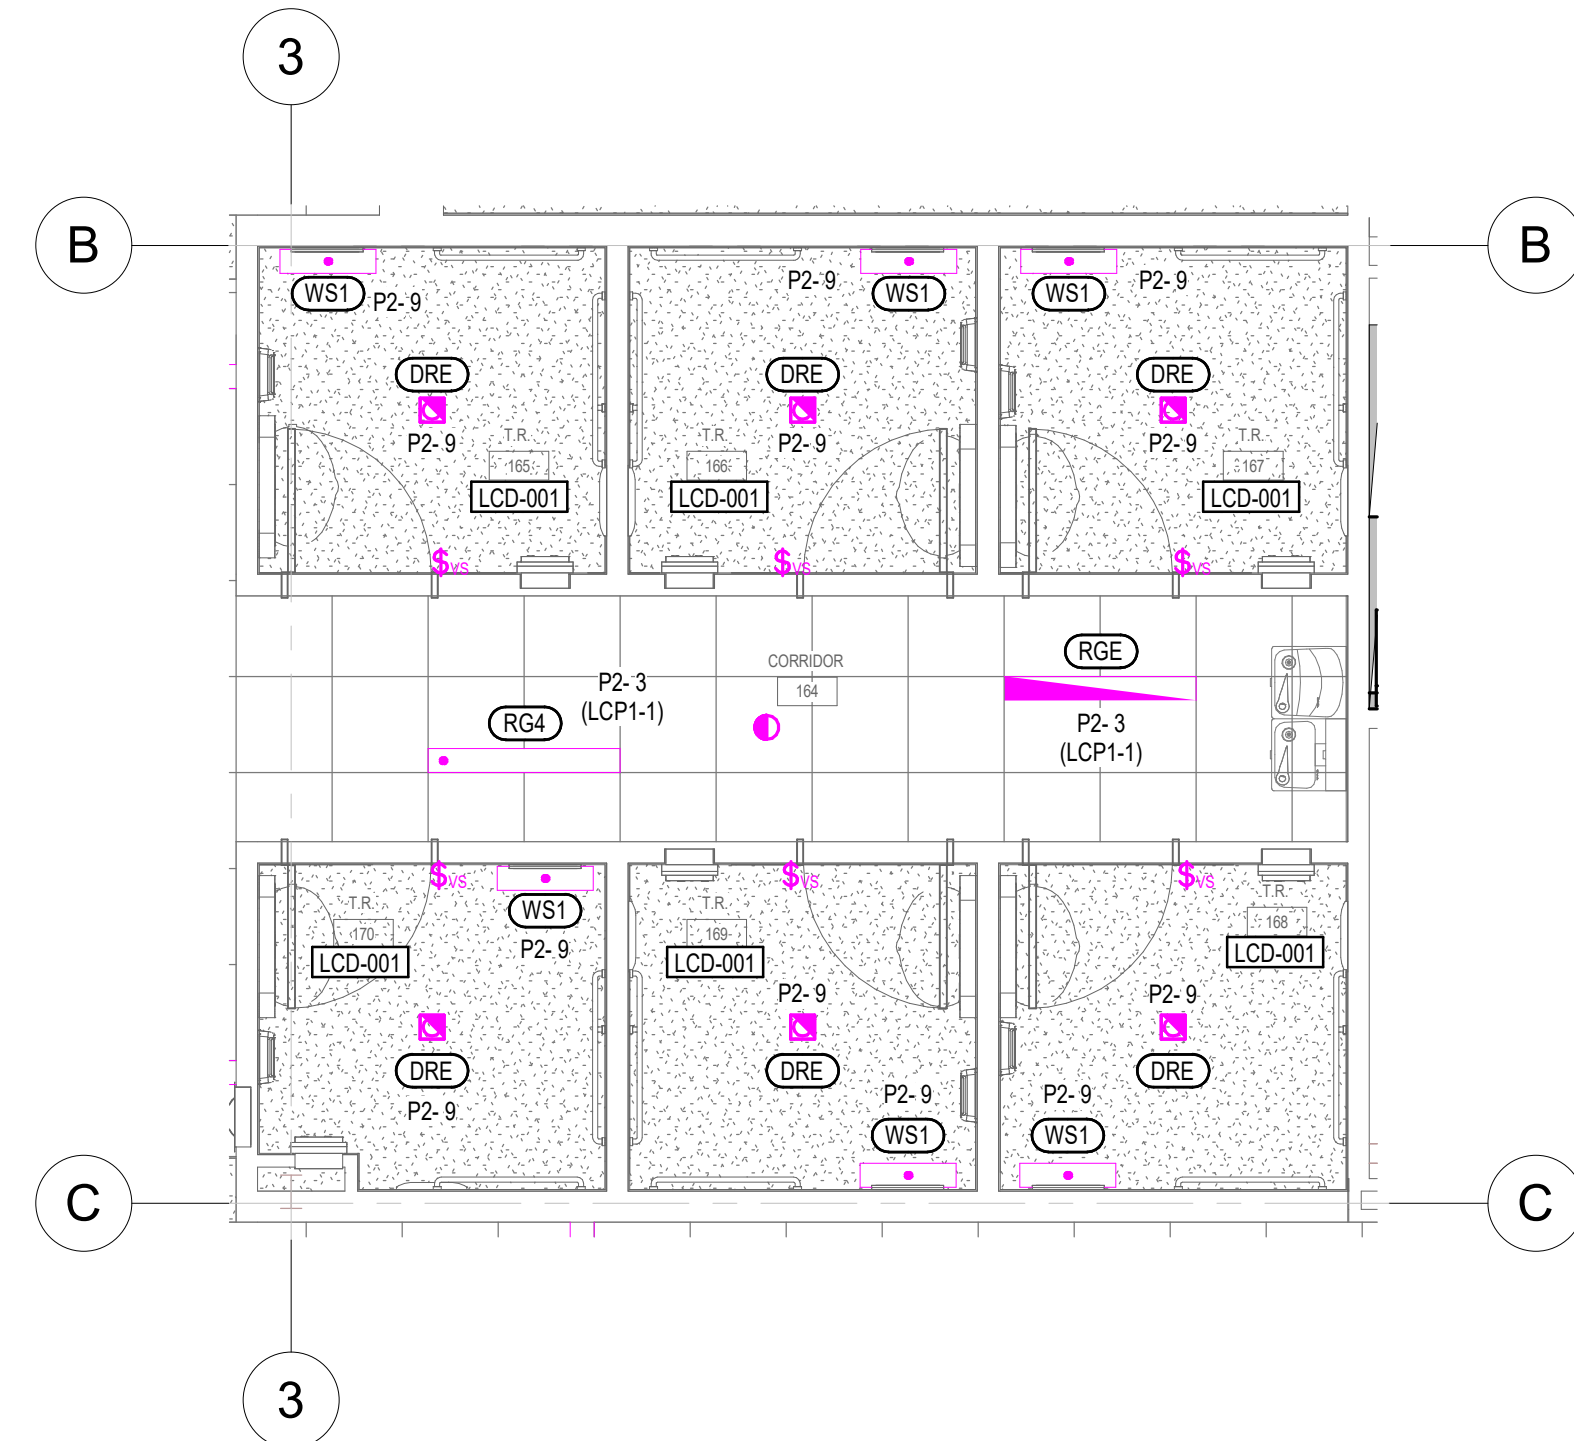 3
B
B
WS1
P2- 9
P2- 9
WS1
WS1
P2- 9
DRE
P2- 9
DRE
P2- 9
DRE
P2- 9
T.R.
165
LCD-001
T.R.
166
LCD-001
T.R.
167
LCD-001
$VS
$VS
$VS
CORRIDOR
164
P2- 3
(LCP1-1)
RG4
RGE
P2- 3
(LCP1-1)
$VS
$VS
$VS
WS1
P2- 9
T.R.
170
LCD-001
T.R.
169
LCD-001
T.R.
168
LCD-001
DRE
P2- 9
P2- 9
DRE
P2- 9
DRE
P2- 9
WS1
P2- 9
WS1
C
C
3